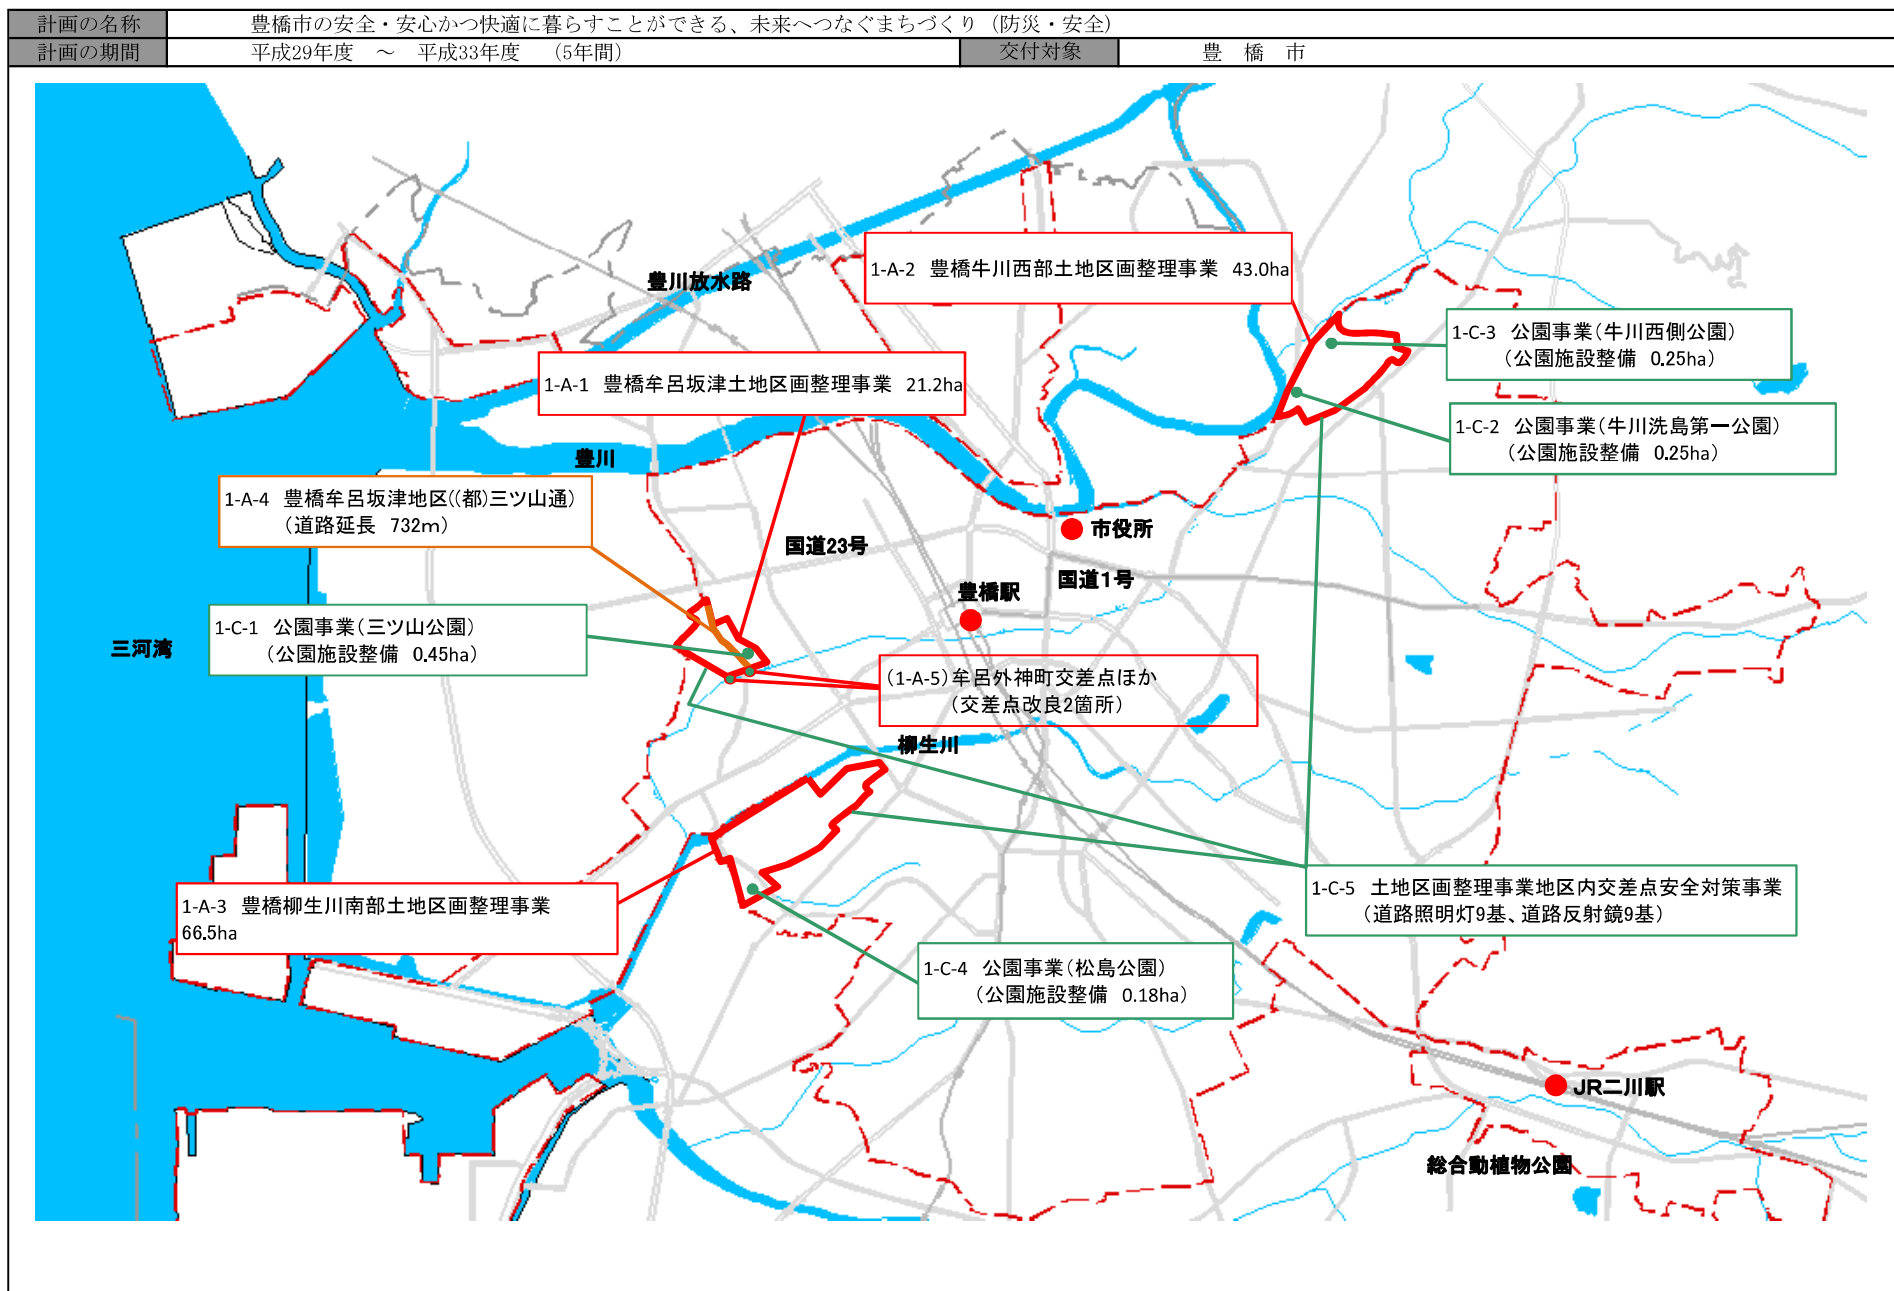 計画の名称 豊橋市の安全・安心かつ快適に暮らすことができる、未来へつなぐまちづくり（防災・安全）
計画の期間 平成29年度 ～ 平成33年度 （5年間） 交付対象 豊橋市
1-A-2 豊橋牛川西部土地区画整理事業 43.0ha
豊川放水路
1-C-3 公園事業(牛川西側公園)
(公園施設整備 0.25ha)
1-A-1 豊橋牟呂坂津土地区画整理事業 21.2ha
1-C-2 公園事業(牛川洗島第一公園)
(公園施設整備 0.25ha)
豊川
1-A-4 豊橋牟呂坂津地区((都)三ツ山通)
(道路延長 732m)
市役所
国道23号
国道1号
豊橋駅
1-C-1 公園事業(三ツ山公園)
(公園施設整備 0.45ha)
三河湾
(1-A-5)牟呂外神町交差点ほか
(交差点改良2箇所)
柳生川
1-A-3 豊橋柳生川南部土地区画整理事業
66.5ha
1-C-5 土地区画整理事業地区内交差点安全対策事業
(道路照明灯9基、道路反射鏡9基)
1-C-4 公園事業(松島公園)
(公園施設整備 0.18ha)
JR二川駅
総合動植物公園